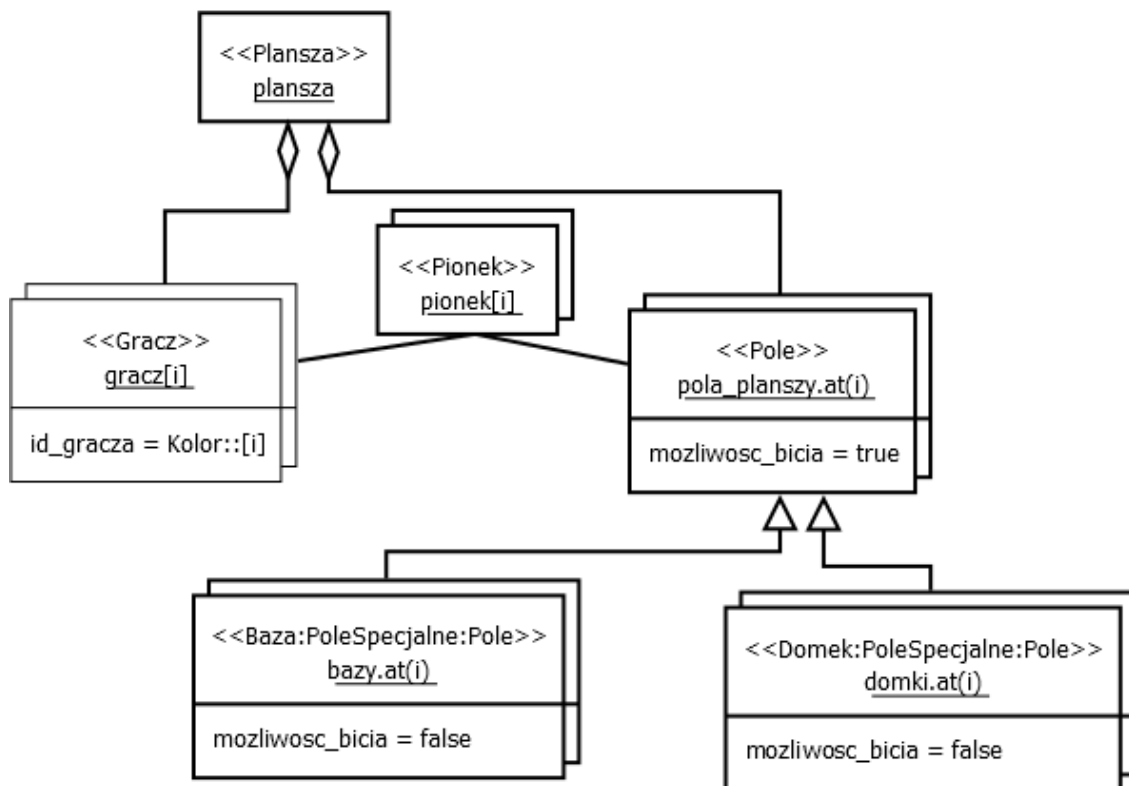 <<Plansza>>
plansza
<<Pionek>>
pionek[i]
<<Gracz>>
gracz[i]
id_gracza = Kolor::[i]
<<Pole>>
pola_planszy.at(i)
mozliwosc_bicia = true
<<Baza:PoleSpecjalne:Pole>>
bazy.at(i)
mozliwosc_bicia = false
<<Domek:PoleSpecjalne:Pole>>
domki.at(i)
mozliwosc_bicia = false